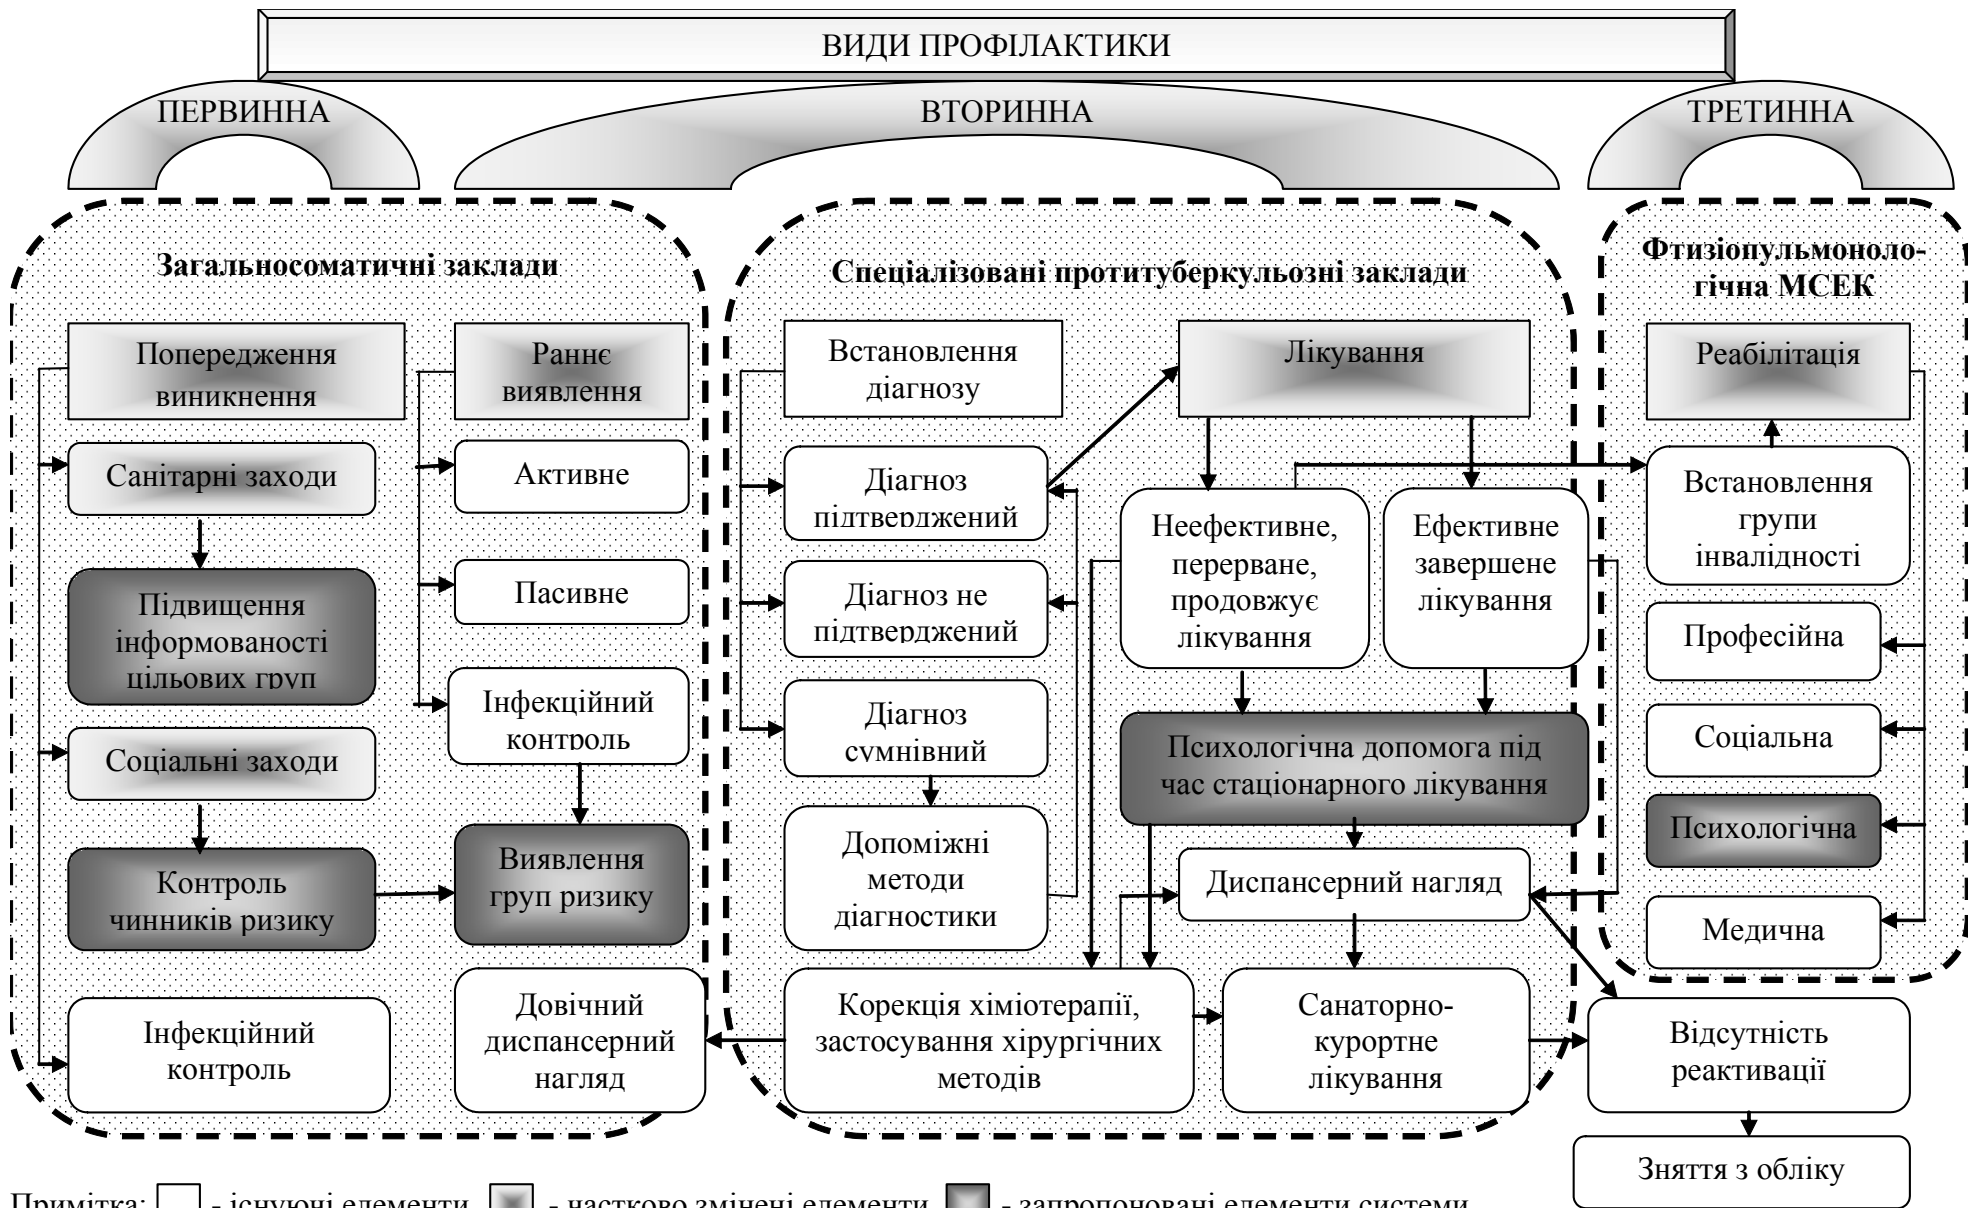 ВИДИ ПРОФІЛАКТИКИ
ПЕРВИННА
ВТОРИННА
ТРЕТИННА
Загальносоматичні заклади
Попередження
виникнення
Санітарні заходи
Підвищення
інформованості
цільових груп
Соціальні заходи
Контроль
чинників ризику
Інфекційний
контроль
Раннє
виявлення
Активне
Пасивне
Інфекційний
контроль
Виявлення
груп ризику
Довічний
диспансерний
нагляд
Спеціалізовані протитуберкульозні заклади
Встановлення
діагнозу
Діагноз
підтверджений
Діагноз не
підтверджений
Діагноз
сумнівний
Допоміжні
методи
діагностики
Корекція хіміотерапії,
застосування хірургічних
методів
Лікування
Неефективне,
перерване,
продовжує
лікування
Ефективне
завершене
лікування
Психологічна допомога під
час стаціонарного лікування
Диспансерний нагляд
Санаторно-
курортне
лікування
Фтизіопульмоноло-
гічна МСЕК
Реабілітація
Встановлення
групи
інвалідності
Професійна
Соціальна
Психологічна
Медична
Відсутність
реактивації
Зняття з обліку
Примітка: - існуючі елементи - частково змінені елементи - запропоновані елементи системи